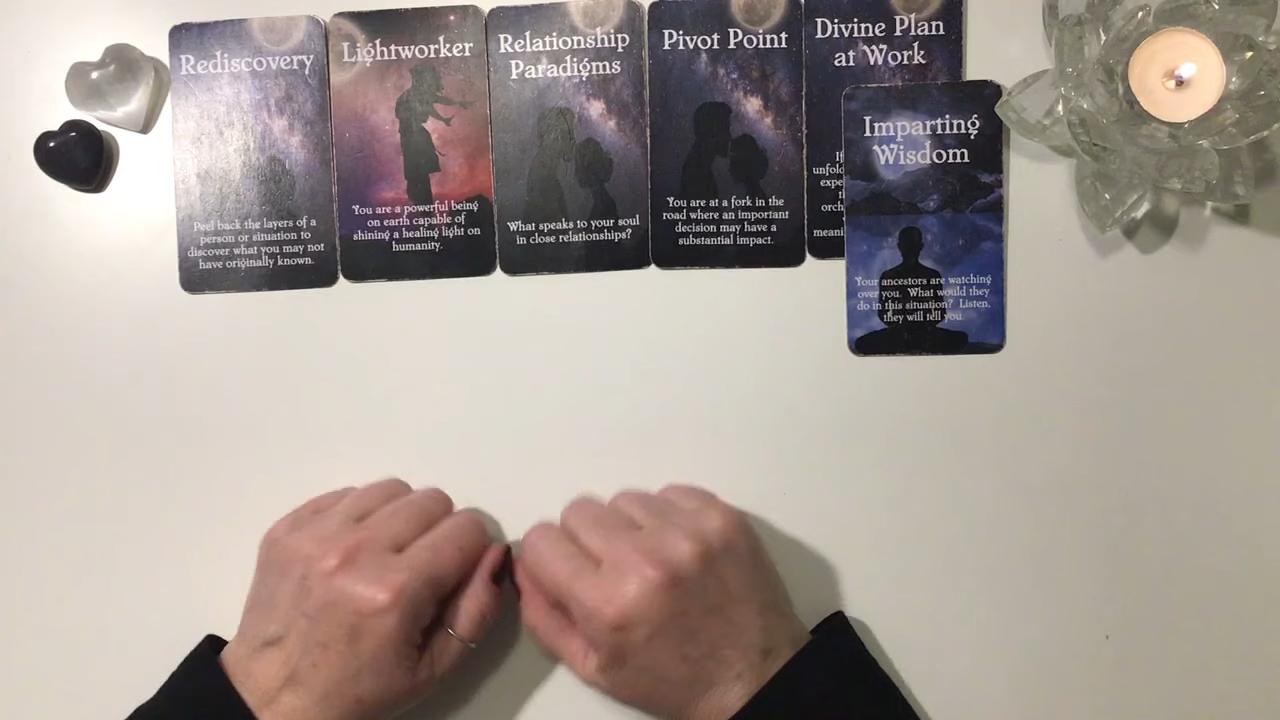 Rediscovery
Peel back the layers of a
person or situation to
discover what you may not
have originally known.
Lightworker
You are a powerful being
on earth capable of
shining a healing light on
humanity.
Relationship
Paradigms
What speaks to your soul
in close relationships?
Pivot Point
You are at a fork in the
road where an important
decision may have a
substantial impact.
Divine Plan
at Work
Imparting
Wisdom
Your ancestors are watching
over you. What would they
do in this situation? Listen,
they will tell you.